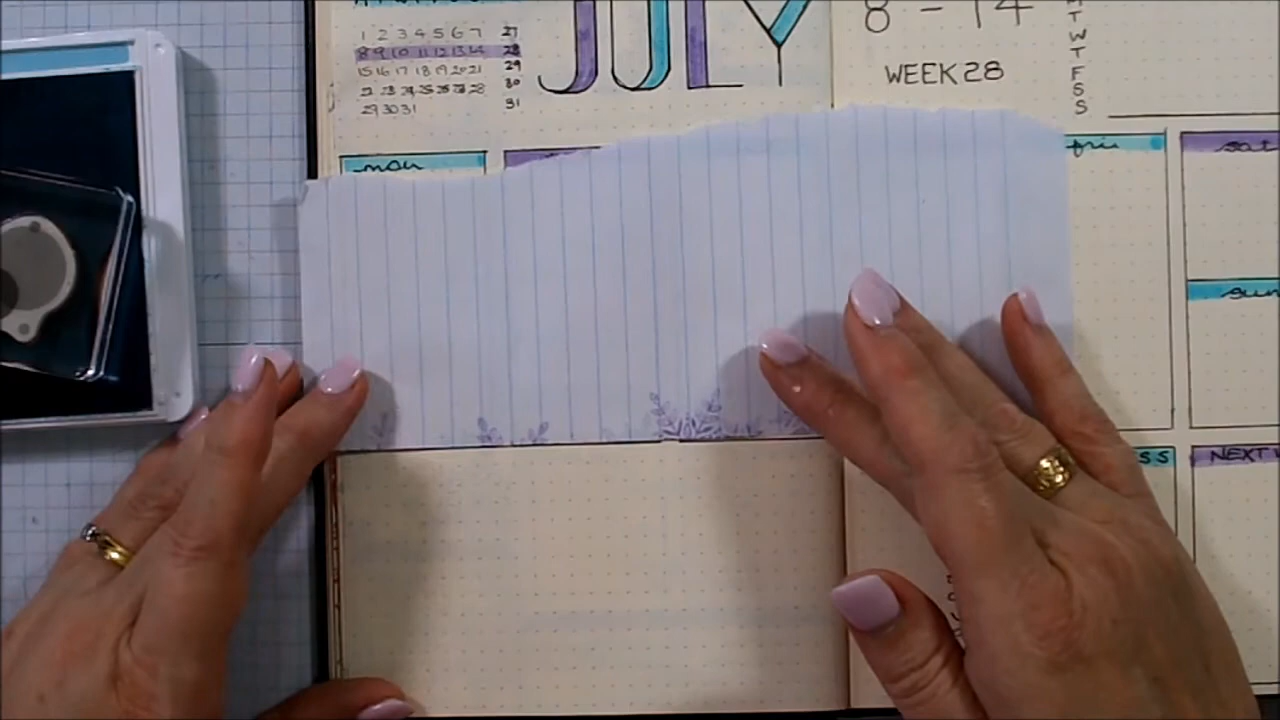 1 2 3 4 5 6 7 27
8 9 10 11 12 13 14 28
15 16 17 18 19 20 21 29
22 23 24 25 26 27 28 30
29 30 31 31
JULY
8 - 14
WEEK 28
T
W
T
F
S
S
mon
fri
sat
sun
SS
NEXT